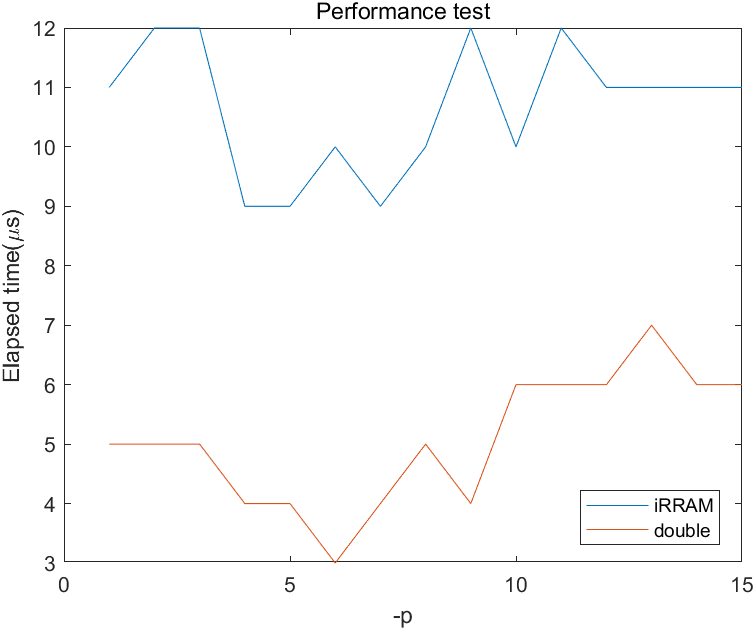 Performance test
12
11
10
9
8
7
6
5
4
3
Elapsed time(μs)
iRRAM
double
0 5 10 15
-p